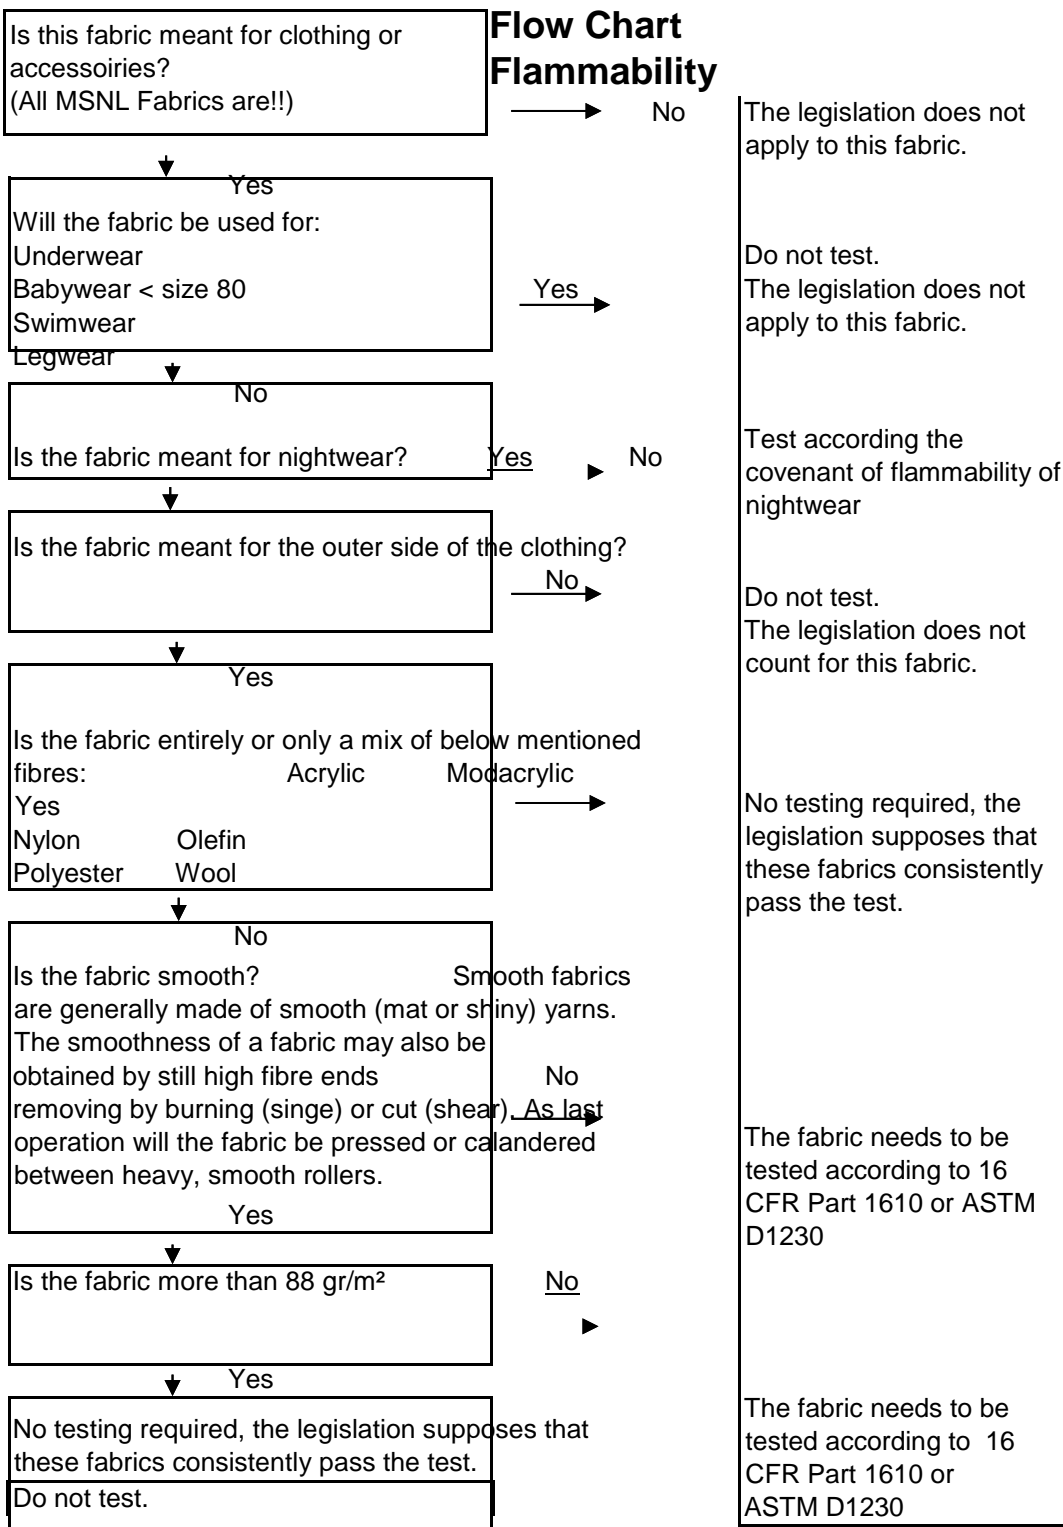 Flow Chart
Flammability
Is this fabric meant for clothing or
accessoiries?
(All MSNL Fabrics are!!)
No
The legislation does not
apply to this fabric.
Yes
Will the fabric be used for:
Underwear
Babywear < size 80
Swimwear
Legwear
Yes
Do not test.
The legislation does not
apply to this fabric.
No
Is the fabric meant for nightwear? Yes No
Test according the
covenant of flammability of
nightwear
Is the fabric meant for the outer side of the clothing?
No
Do not test.
The legislation does not
count for this fabric.
Yes
Is the fabric entirely or only a mix of below mentioned
fibres: Acrylic Modacrylic
Yes
Nylon Olefin
Polyester Wool
No testing required, the
legislation supposes that
these fabrics consistently
pass the test.
No
Is the fabric smooth? Smooth fabrics
are generally made of smooth (mat or shiny) yarns.
The smoothness of a fabric may also be
obtained by still high fibre ends No
removing by burning (singe) or cut (shear). As last
operation will the fabric be pressed or calandered
between heavy, smooth rollers.
Yes
The fabric needs to be
tested according to 16
CFR Part 1610 or ASTM
D1230
Is the fabric more than 88 gr/m² No
Yes
No testing required, the legislation supposes that
these fabrics consistently pass the test.
Do not test.
The fabric needs to be
tested according to 16
CFR Part 1610 or
ASTM D1230